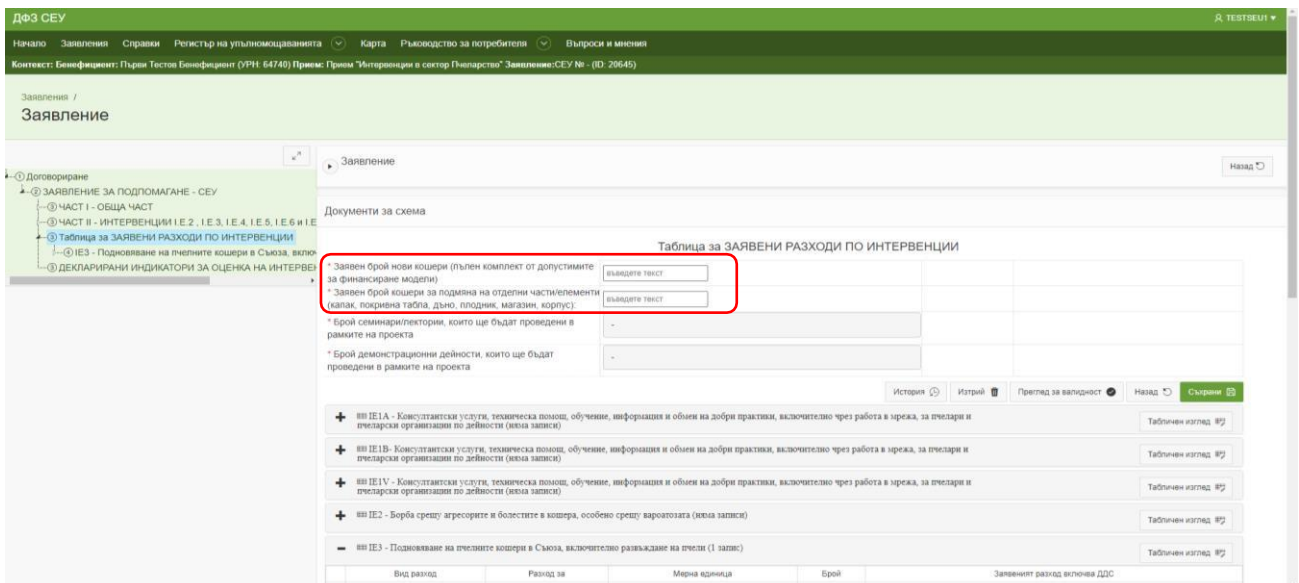 ДФЗ СЕУ
TESTSEU1
Начало Заявления Справки Регистър на упълномощаванията Карта Ръководство за потребителя Въпроси и мнения
Контекст: Бенефициент: Първи Тестов Бенефициент (УРН: 64740) Прием: Прием "Интервенции в сектор Пчеларство" Заявление:СЕУ № - (ID: 20645)
Заявления /
Заявление
Заявление
Назад
1 Договориране
2 ЗАЯВЛЕНИЕ ЗА ПОДПОМАГАНЕ - СЕУ
3 ЧАСТ I - ОБЩА ЧАСТ
3 ЧАСТ II - ИНТЕРВЕНЦИИ I.E.2 , I.E.3, I.E.4, I.E.5, I.E.6 и I.E
3 Таблица за ЗАЯВЕНИ РАЗХОДИ ПО ИНТЕРВЕНЦИИ
4 IE3 - Подновяване на пчелните кошери в Съюза, включ
3 ДЕКЛАРИРАНИ ИНДИКАТОРИ ЗА ОЦЕНКА НА ИНТЕРВЕН
Документи за схема
Таблица за ЗАЯВЕНИ РАЗХОДИ ПО ИНТЕРВЕНЦИИ
* Заявен брой нови кошери (пълен комплект от допустимите
за финансиране модели)
въведете текст
* Заявен брой кошери за подмяна на отделни части/елементи
(капак, покривна табла, дъно, плодник, магазин, корпус):
въведете текст
* Брой семинари/лектории, които ще бъдат проведени в
рамките на проекта
-
* Брой демонстрационни дейности, които ще бъдат
проведени в рамките на проекта
-
История Изтрий Преглед за валидност Назад Съхрани
IE1A - Консултантски услуги, техническа помощ, обучение, информация и обмен на добри практики, включително чрез работа в мрежа, за пчелари и
пчеларски организации по дейности (няма записи)
Табличен изглед
IE1B- Консултантски услуги, техническа помощ, обучение, информация и обмен на добри практики, включително чрез работа в мрежа, за пчелари и
пчеларски организации по дейности (няма записи)
Табличен изглед
IE1V - Консултантски услуги, техническа помощ, обучение, информация и обмен на добри практики, включително чрез работа в мрежа, за пчелари и
пчеларски организации по дейности (няма записи)
Табличен изглед
IE2 - Борба срещу агресорите и болестите в кошера, особено срещу вароатозата (няма записи)
Табличен изглед
IE3 - Подновяване на пчелните кошери в Съюза, включително развъждане на пчели (1 запис)
Табличен изглед
Вид разход Разход за Мерна единица Брой Заявеният разход включва ДДС